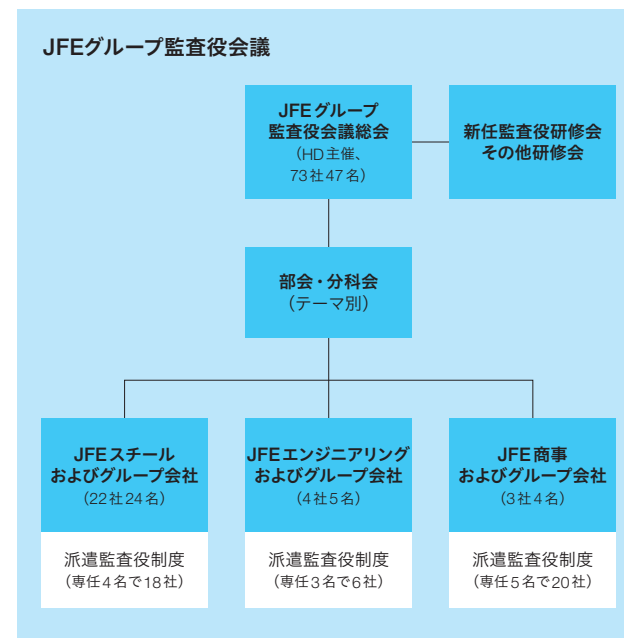 JFEグループ監査役会議
JFEグループ
監査役会議総会
（HD主催、
73社47名）
新任監査役研修会
その他研修会
部会・分科会
（テーマ別）
JFEスチール
およびグループ会社
（22社24名）
派遣監査役制度
（専任4名で18社）
JFEエンジニアリング
およびグループ会社
（4社5名）
派遣監査役制度
（専任3名で6社）
JFE商事
およびグループ会社
（3社4名）
派遣監査役制度
（専任5名で20社）